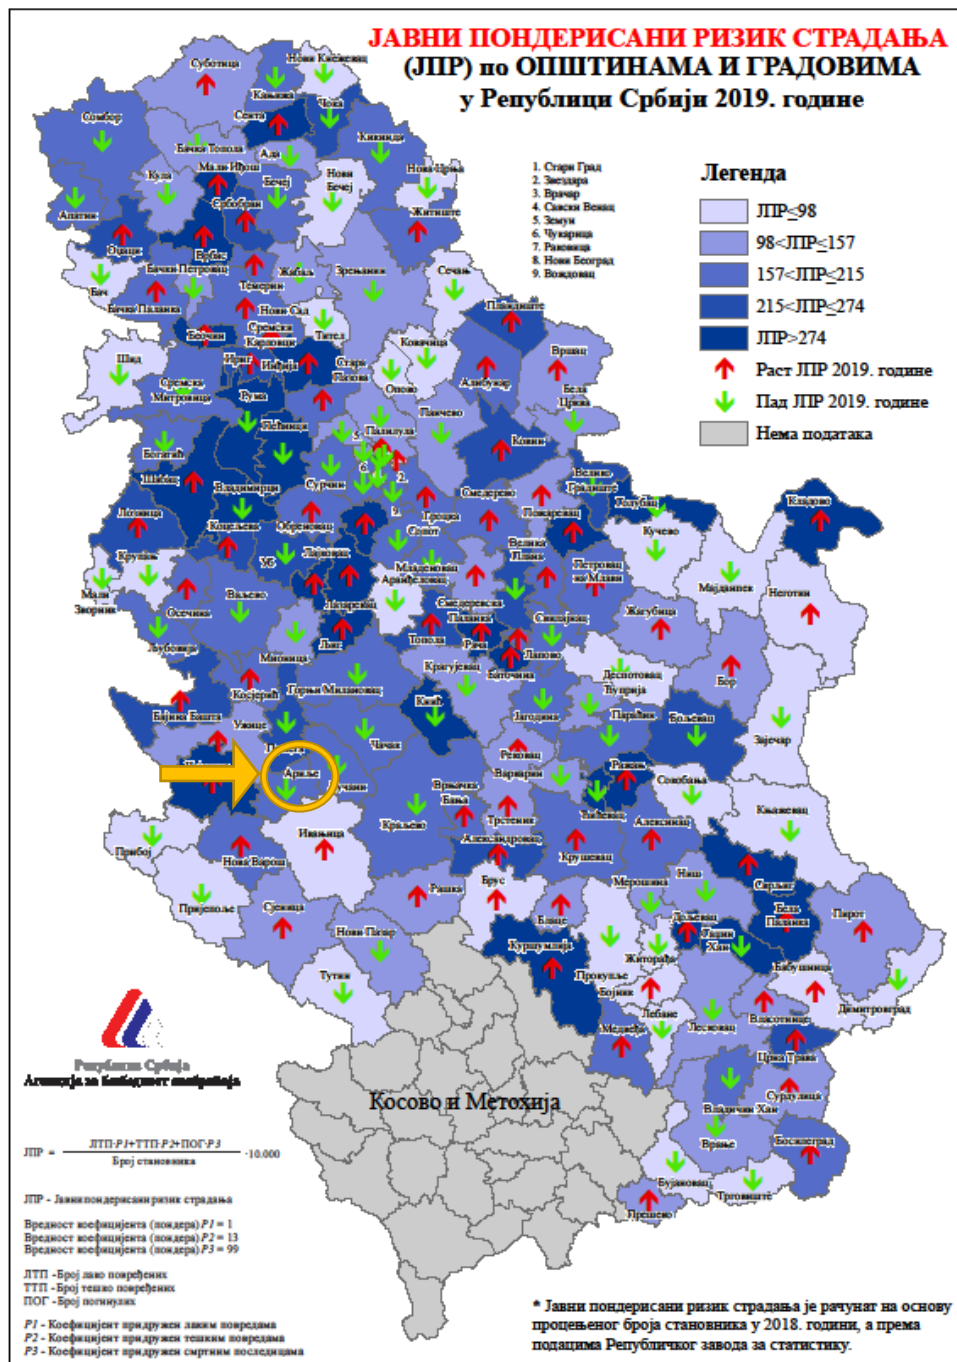 ЈАВНИ ПОНДЕРИСАНИ РИЗИК СТРАДАЊА
(ЈПР) по ОПШТИНАМА И ГРАДОВИМА
у Републици Србији 2019. године
1. Стари Град
2. Звездара
3. Врачар
4. Савски Венац
5. Земун
6. Чукарица
7. Раковица
8. Нови Београд
9. Вождовац
Легенда
ЈПР≤98
98<ЈПР≤157
157<ЈПР≤215
215<ЈПР≤274
ЈПР>274
Раст ЈПР 2019. године
Пад ЈПР 2019. године
Нема података
Суботица
Нови Кнежевац
Кањижа
Чока
Сента
Сомбор
Бачка Топола
Ада
Кикинда
Мали Иђош
Кула
Бечеј
Нови
Бечеј
Нова Црња
Апатин
Србобран
Житиште
Оџаци
Врбас
Бачки Петровац
Темерин
Жабаљ
Зрењанин
Сечањ
Бач
Бачка Паланка
Нови Сад
Беочин
Сремски
Карловци
Тител
Пландиште
Шид
Ириг
Инђија
Стара
Пазова
Ковачица
Опово
Алибунар
Вршац
Сремска
Митровица
Рума
Бела
Црква
Пећинци
Панчево
Палилула
Ковин
Богатић
5.
6.
2.
9.
Шабац
Владимирци
Сурчин
Смедерево
Велико
Градиште
Голубац
Кладово
Лозница
Коцељева
Обреновац
Гроцка
Пожаревац
Кучево
Сопот
Велика
Плана
Крупањ
Уб
Лајковац
Младеновац
Петровац
на Млави
Мајданпек
Неготин
Мали
Зворник
Осечина
Ваљево
Лазаревац
Аранђеловац
Смедеревска
Паланка
Свилајнац
Жагубица
Љубовија
Мионица
Љиг
Топола
Рача
Лапово
Баточина
Крагујевац
Деспотовац
Бор
Косјерић
Горњи Милановац
Бајина Башта
Кнић
Јагодина
Ћуприја
Параћин
Бољевац
Ужице
Чачак
Рековац
Зајечар
Ариље
Лучани
Варварин
Ражањ
Сокобања
Врњачка
Бања
Књажевац
Ћићевац
Краљево
Трстеник
Алексинац
Ивањица
Александровац
Прибој
Нова Варош
Крушевац
Сврљиг
Рашка
Брус
Мерошина
Ниш
Пријепоље
Сјеница
Блаце
Дољевац
Бела
Паланка
Пирот
Нови Пазар
Куршумлија
Гаџин
Хан
Житорађа
Тутин
Прокупље
Бојник
Бабушница
Димитровград
Лебане
Медвеђа
Лесковац
Власотинце
Црна Трава
Сурдулица
Владичин Хан
Врање
Босилеград
Бујановац
Трговиште
Прешево
Косово и Метохија
Република Србија
Агенција за безбедност саобраћаја
ЈПР = ЛТП·P1+ТТП·P2+ПОГ·P3 ·10.000
Број становника
ЈПР - Јавни пондерисани ризик страдања
Вредност коефицијента (пондера) P1 = 1
Вредност коефицијента (пондера) P2 = 13
Вредност коефицијента (пондера) P3 = 99
ЛТП - Број лако повређених
ТТП - Број тешко повређених
ПОГ - Број погинулих
P1 - Коефицијент придружен лаким повредама
P2 - Коефицијент придружен тешким повредама
P3 - Коефицијент придружен смртним последицама
* Јавни пондерисани ризик страдања је рачунат на основу
процењеног броја становника у 2018. години, а према
подацима Републичког завода за статистику.